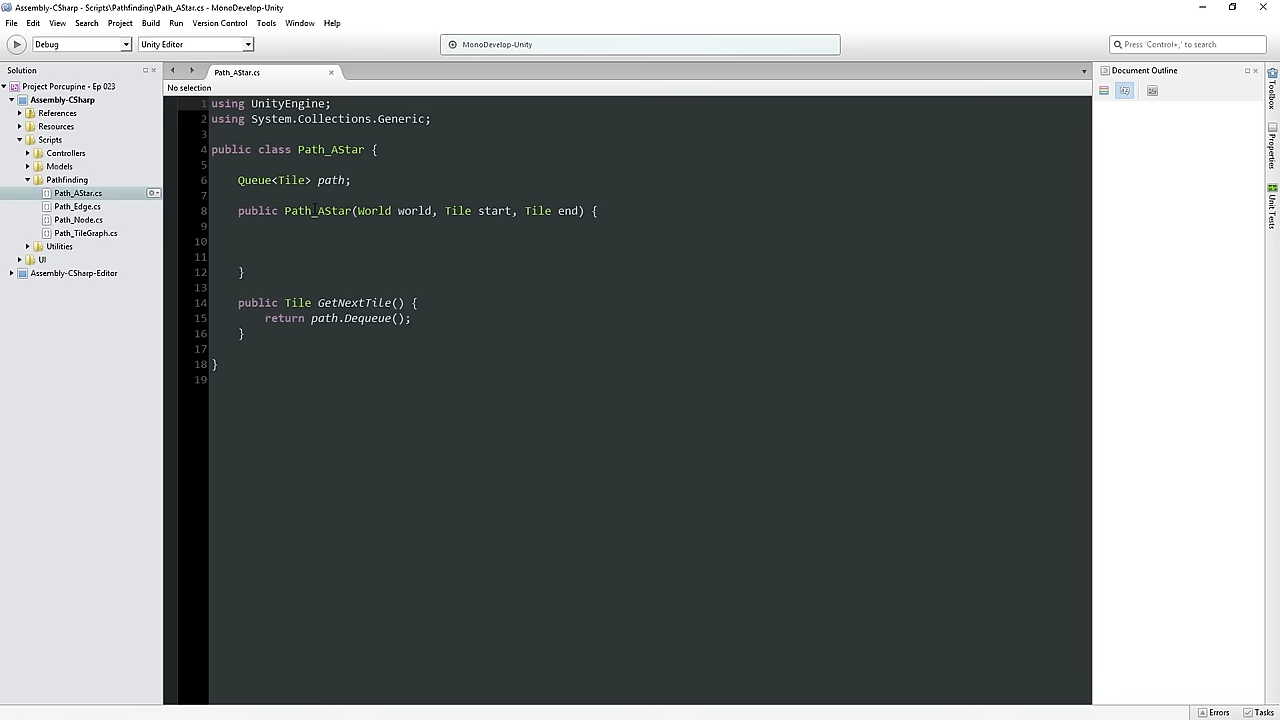 Assembly-CSharp - Scripts\Pathfinding\Path_AStar.cs - MonoDevelop-Unity
File Edit View Search Project Build Run Version Control Tools Window Help
Debug Unity Editor MonoDevelop-Unity Press 'Control+,' to search
Solution
Project Porcupine - Ep 023
Assembly-CSharp
References
Resources
Scripts
Controllers
Models
Pathfinding
Path_AStar.cs
Path_Edge.cs
Path_Node.cs
Path_TileGraph.cs
Utilities
UI
Assembly-CSharp-Editor
Path_AStar.cs
No selection
1 using UnityEngine;
2 using System.Collections.Generic;
3
4 public class Path_AStar {
5
6 Queue<Tile> path;
7
8 public Path_AStar(World world, Tile start, Tile end) {
9
10
11
12 }
13
14 public Tile GetNextTile() {
15 return path.Dequeue();
16 }
17
18 }
19
Document Outline
Toolbox
Properties
Unit Tests
Errors Tasks